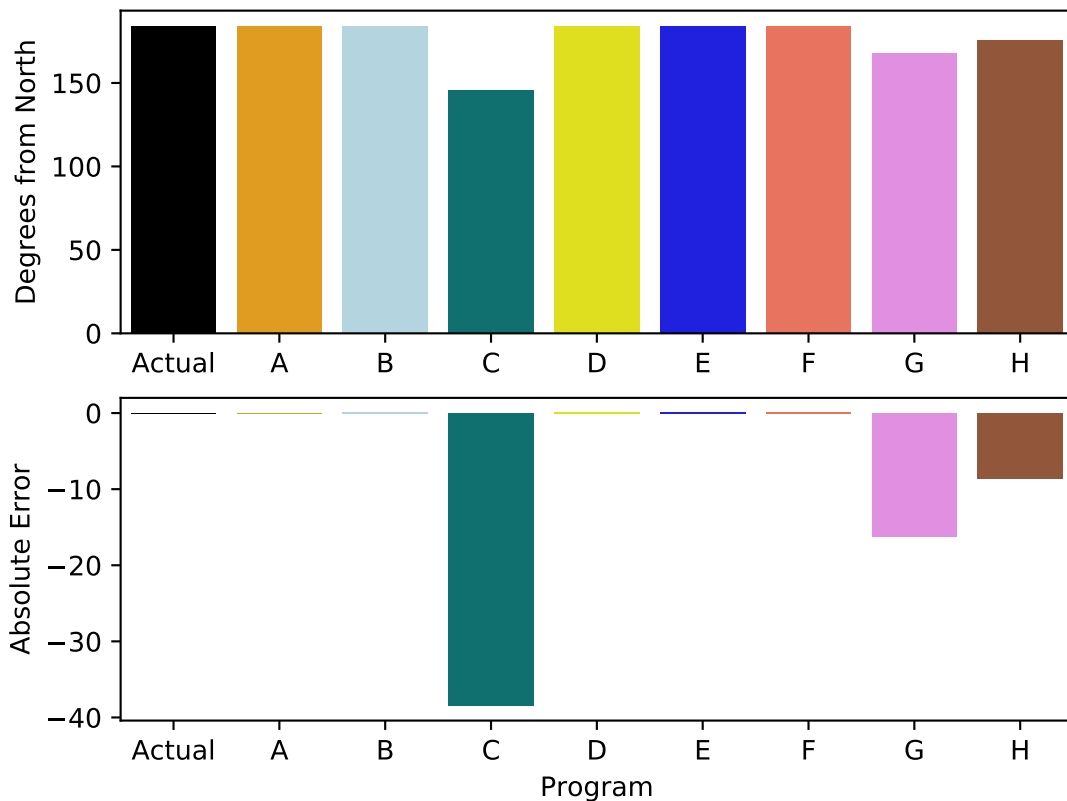 Degrees from North
150
100
50
0
Actual A B C D E F G H
Absolute Error
0
−10
−20
−30
−40
Actual A B C D E F G H
Program